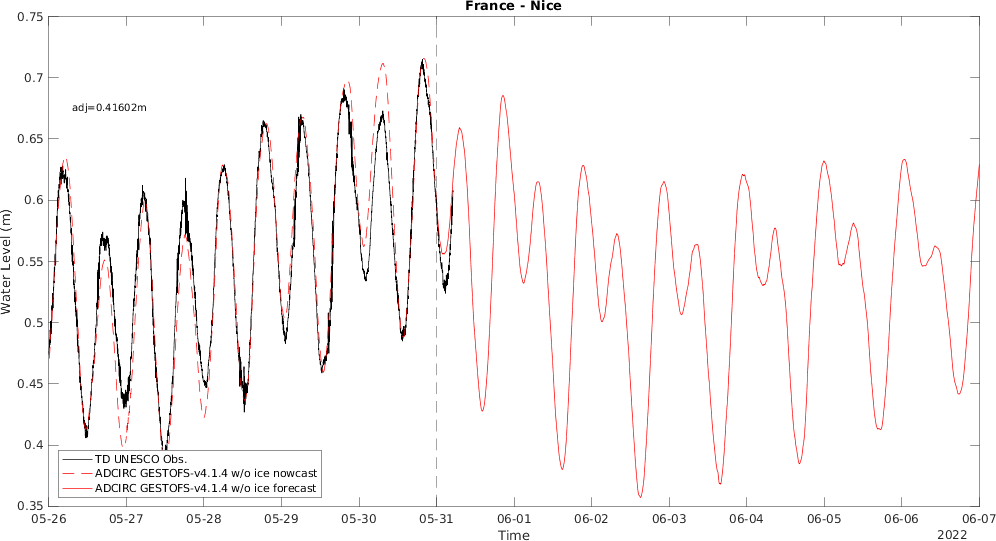 France - Nice
0.75
0.7
0.65
0.6
0.55
0.5
0.45
0.4
0.35
Water Level (m)
adj=0.41602m
TD UNESCO Obs.
ADCIRC GESTOFS-v4.1.4 w/o ice nowcast
ADCIRC GESTOFS-v4.1.4 w/o ice forecast
05-26 05-27 05-28 05-29 05-30 05-31 06-01 06-02 06-03 06-04 06-05 06-06 06-07
Time
2022